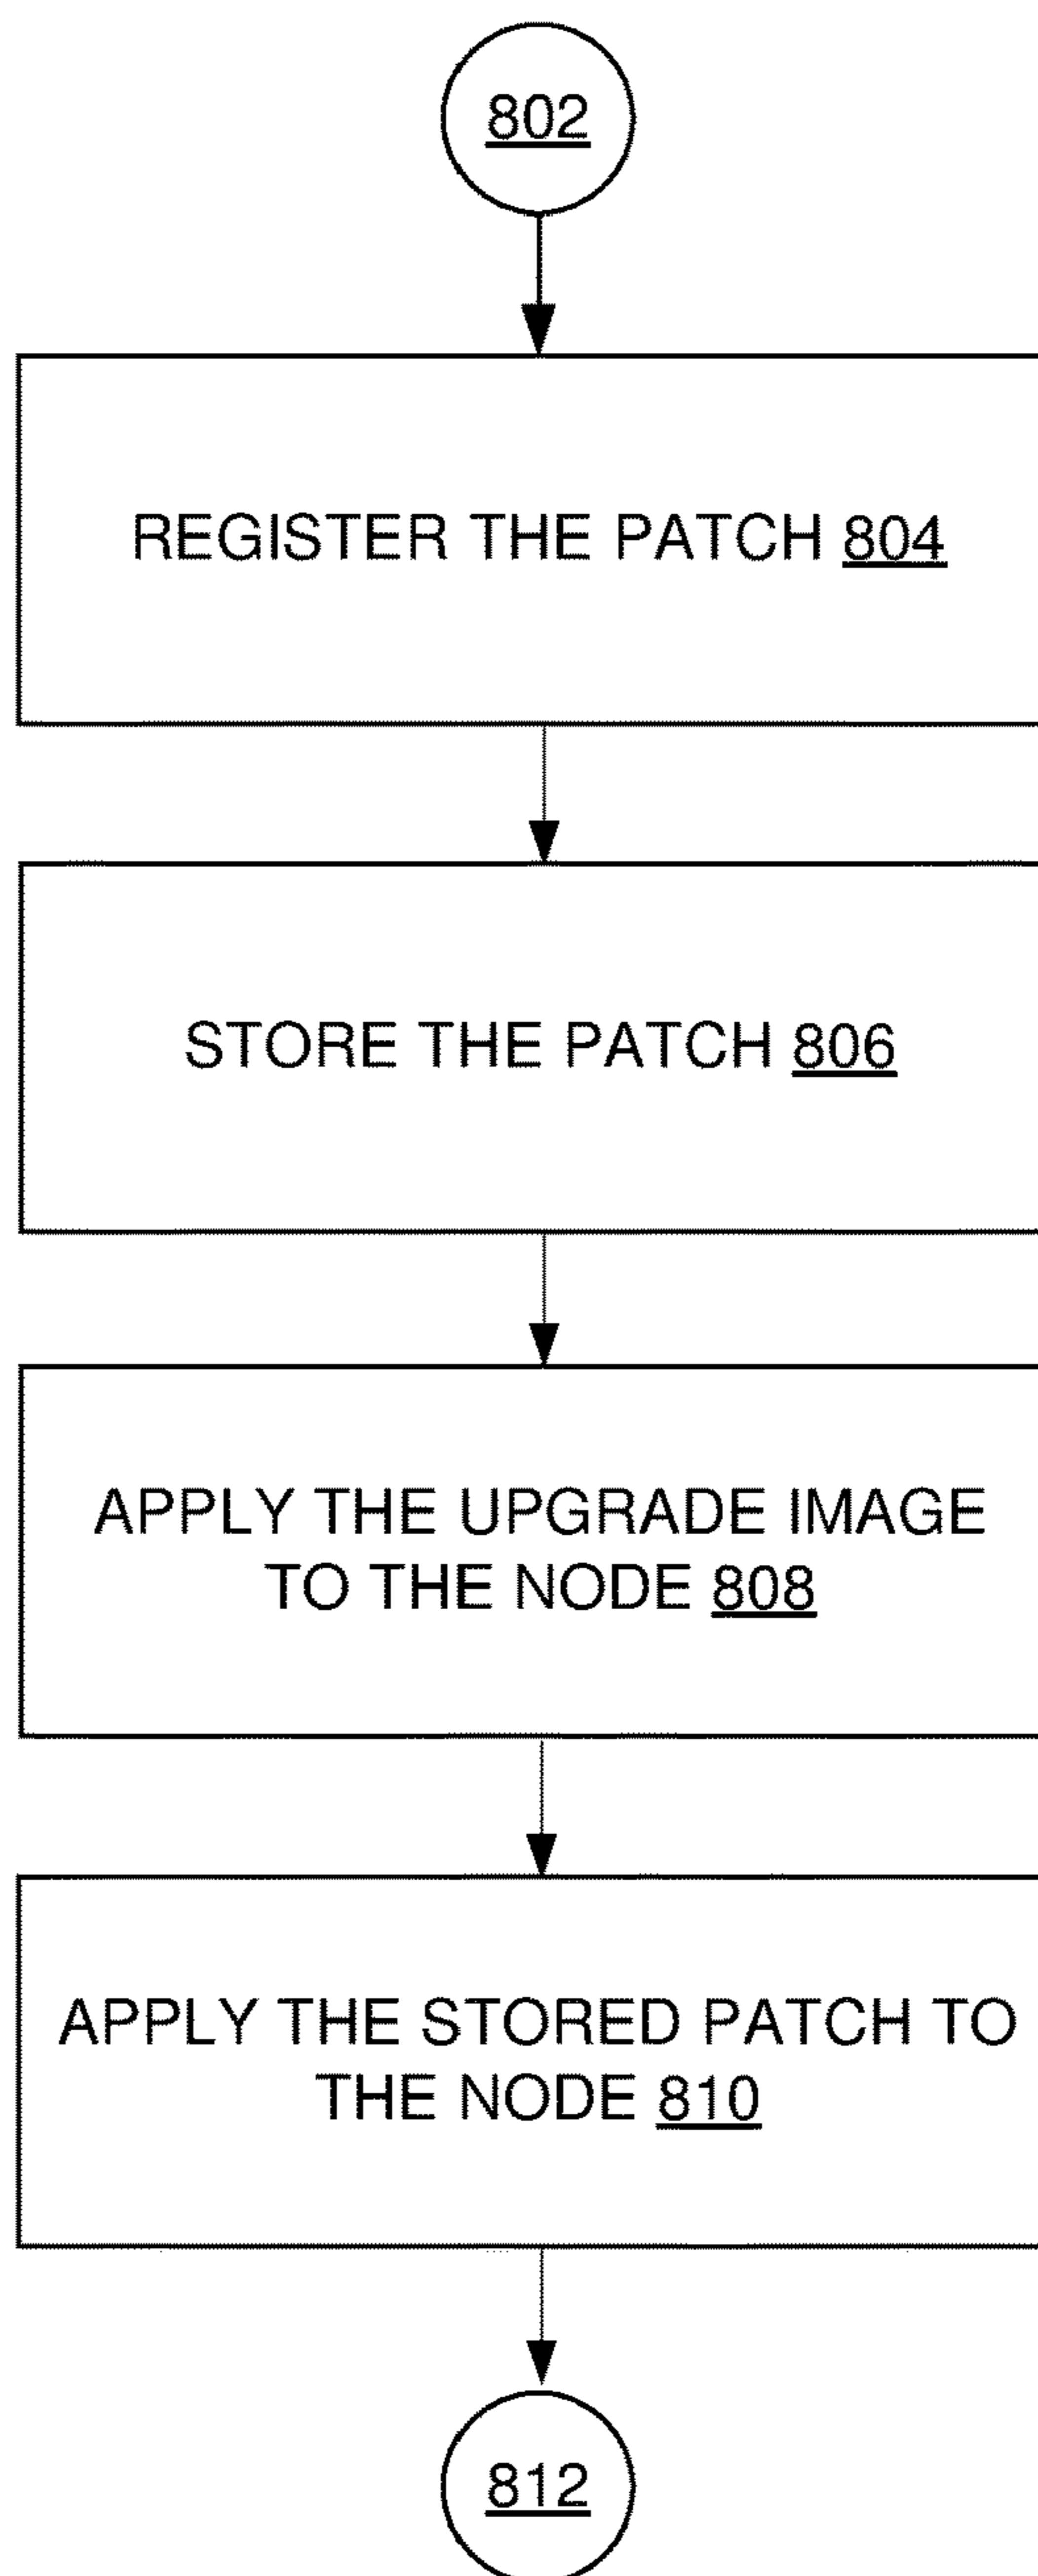 802
REGISTER THE PATCH 804
STORE THE PATCH 806
APPLY THE UPGRADE IMAGE
TO THE NODE 808
APPLY THE STORED PATCH TO
THE NODE 810
812